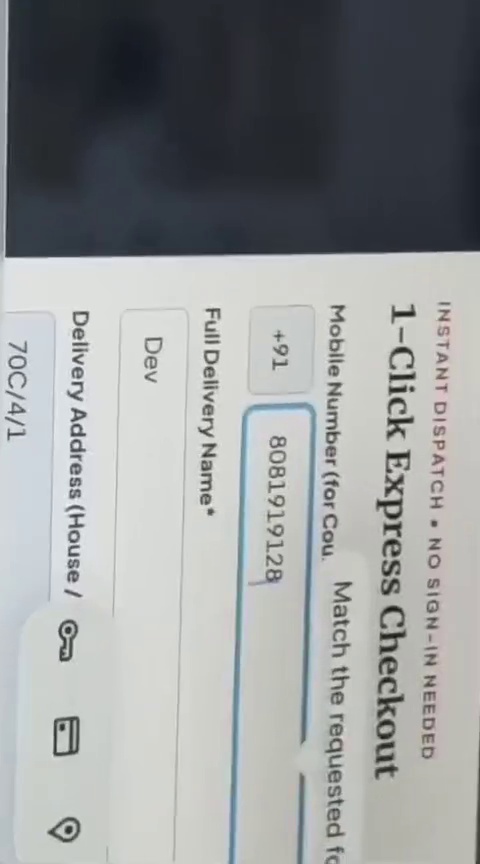 INSTANT DISPATCH • NO SIGN-IN NEEDED
1-Click Express Checkout
Mobile Number (for Cou
Match the requested fo
+91
8081919128
Full Delivery Name*
Dev
Delivery Address (House /
70C/4/1